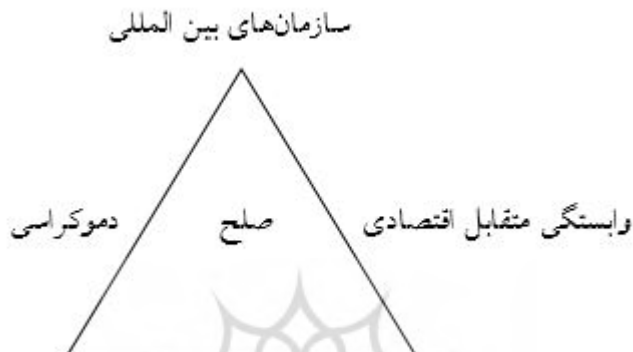 سازمان‌های بین المللی
وابستگی متقابل اقتصادی
صلح
دموکراسی